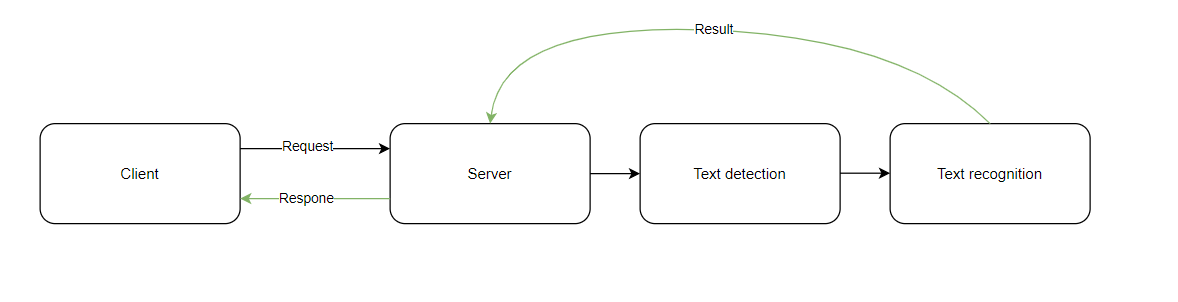 Result
Client
Request
Respone
Server
Text detection
Text recognition